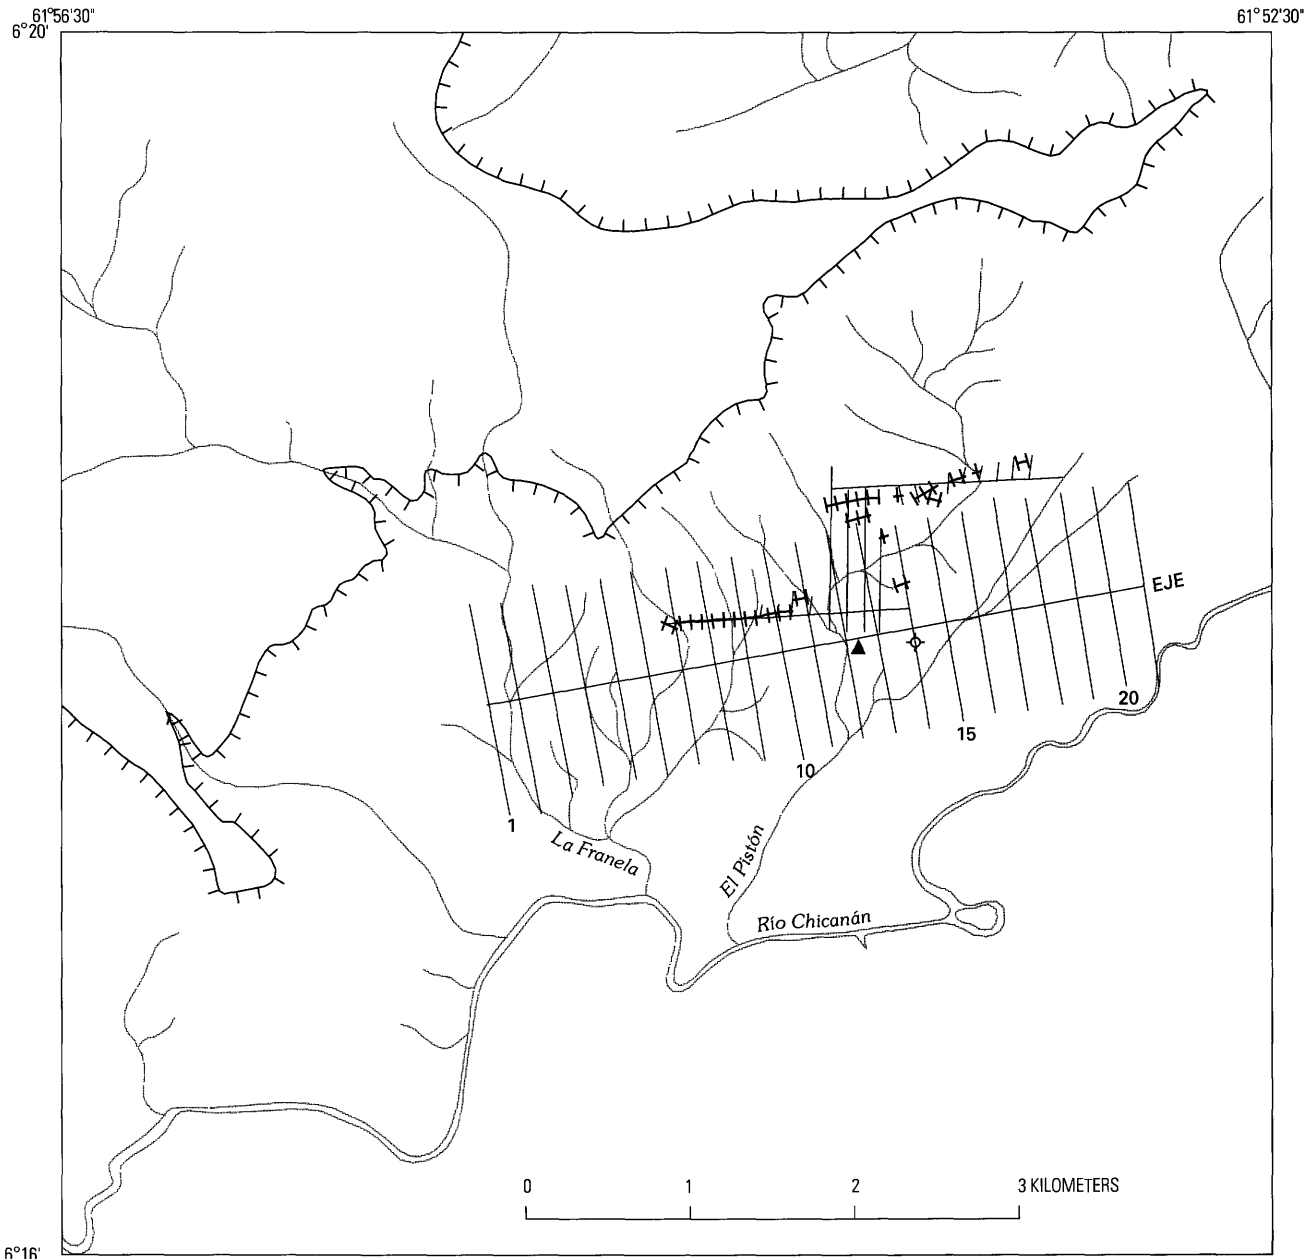 61°56'30"
61°52'30"
6°20'
EJE
20
15
10
1
La Franela
El Pistón
Río Chicanán
0 1 2 3 KILOMETERS
6°16'